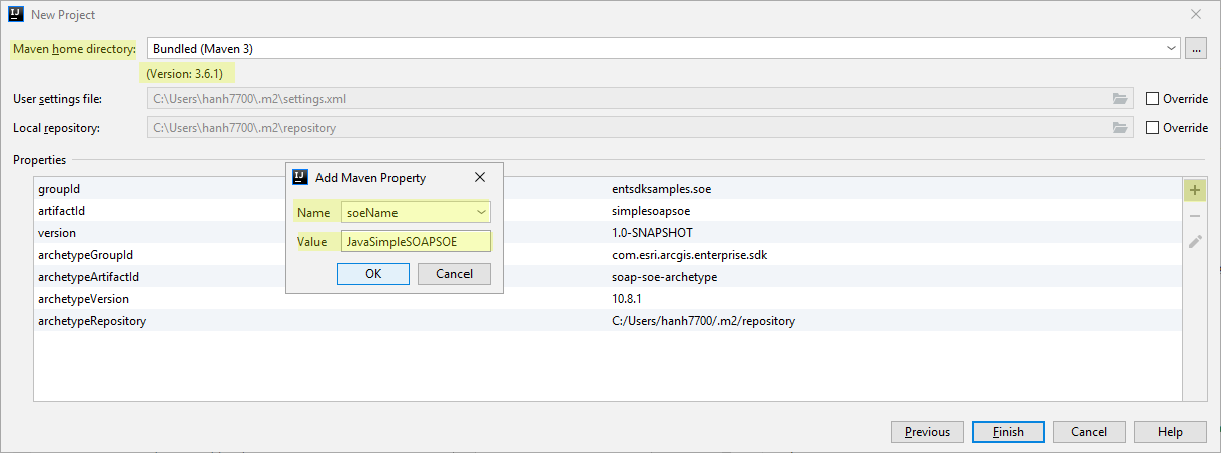 New Project
Maven home directory: Bundled (Maven 3) ...
(Version: 3.6.1)
User settings file: C:\Users\hanh7700\.m2\settings.xml Override
Local repository: C:\Users\hanh7700\.m2\repository Override
Properties
Add Maven Property
Name soeName
Value JavaSimpleSOAPSOE
OK Cancel
groupId entsdksamples.soe
artifactId simplesoapsoe
version 1.0-SNAPSHOT
archetypeGroupId com.esri.arcgis.enterprise.sdk
archetypeArtifactId soap-soe-archetype
archetypeVersion 10.8.1
archetypeRepository C:/Users/hanh7700/.m2/repository
Previous Finish Cancel Help